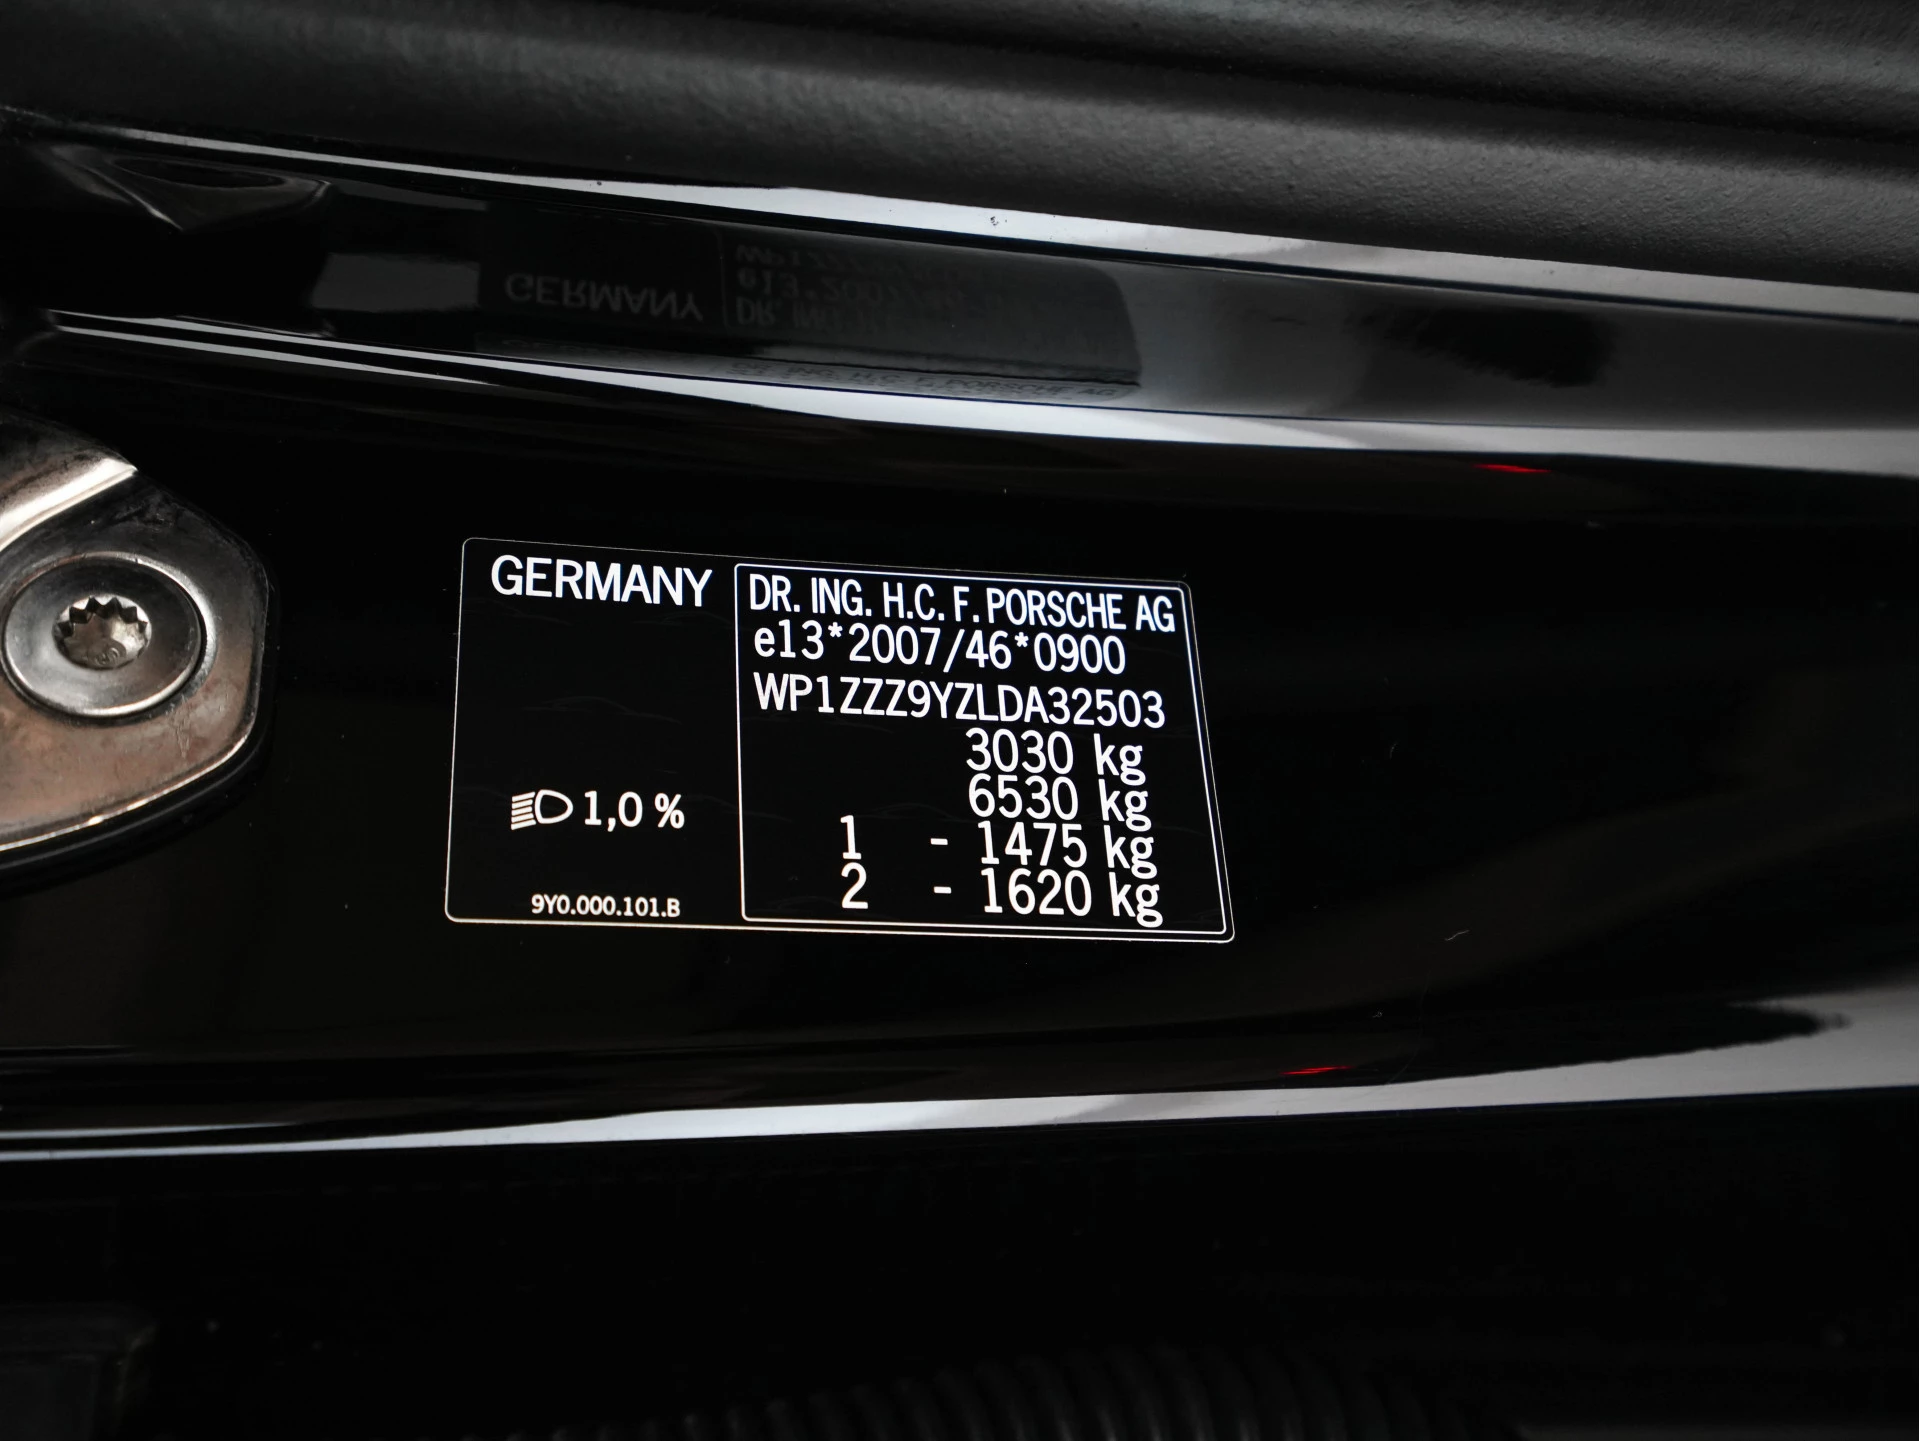 GERMANY
1,0 %
9Y0.000.101.B
DR. ING. H.C. F. PORSCHE AG
e13*2007/46*0900
WP1ZZZ9YZLDA32503
3030 kg
6530 kg
1 - 1475 kg
2 - 1620 kg